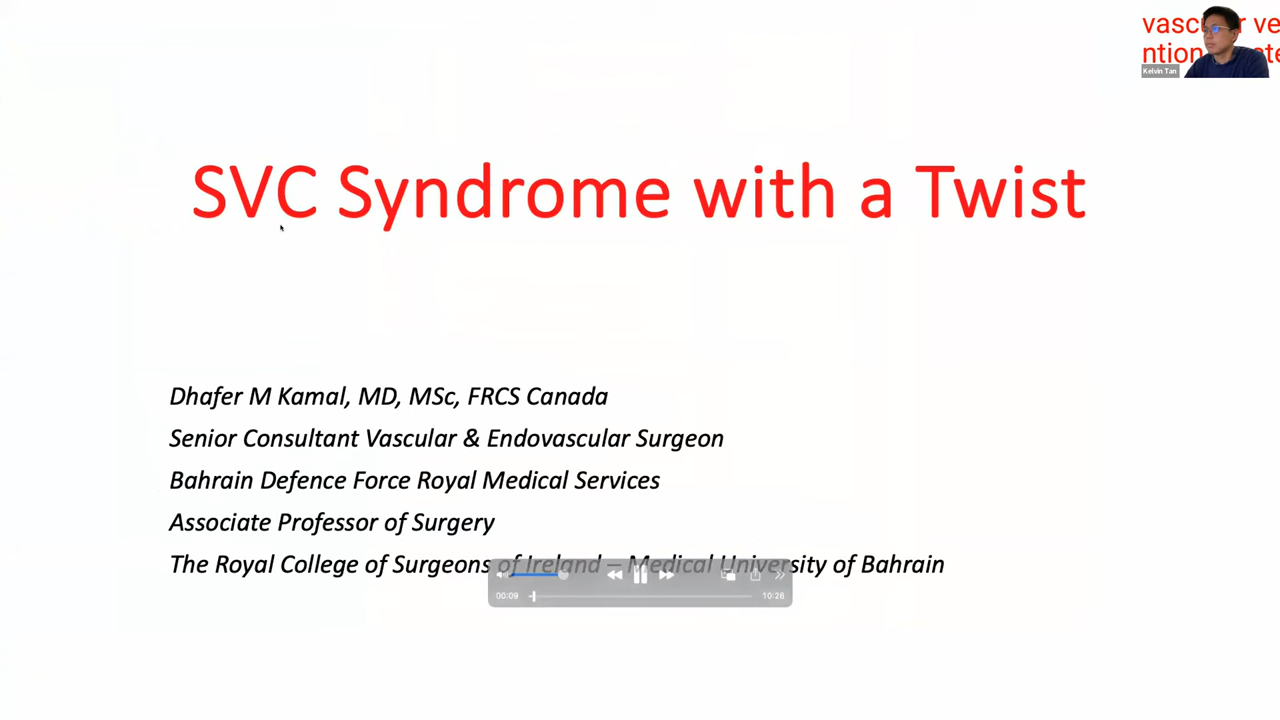 SVC Syndrome with a Twist
Dhafer M Kamal, MD, MSc, FRCS Canada
Senior Consultant Vascular & Endovascular Surgeon
Bahrain Defence Force Royal Medical Services
Associate Professor of Surgery
The Royal College of Surgeons of Ireland – Medical University of Bahrain
00:09
10:26
Kelvin Tan